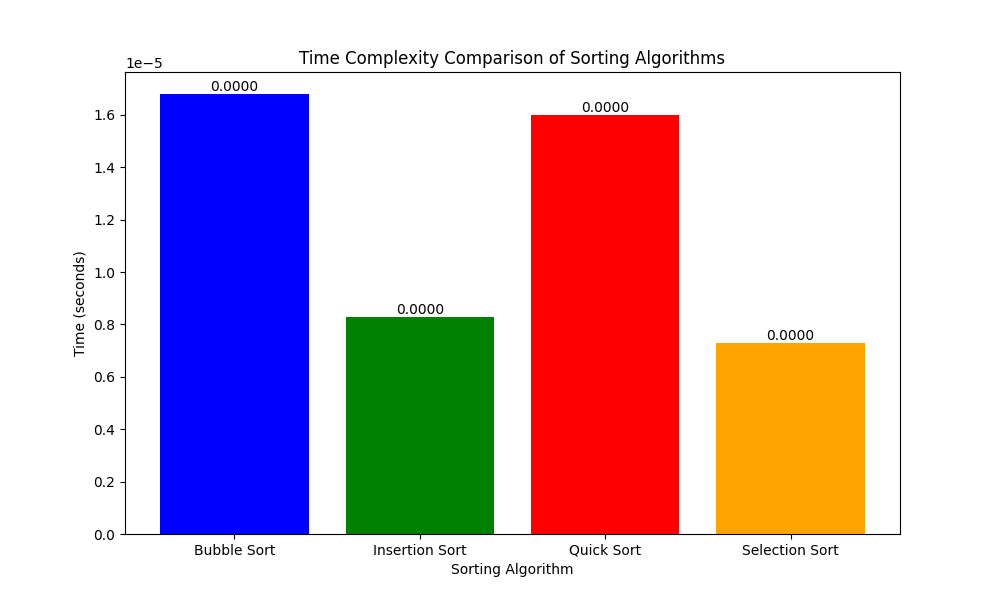 Time Complexity Comparison of Sorting Algorithms
1e−5
0.0000
0.0000
0.0000
0.0000
1.6
1.4
1.2
1.0
0.8
0.6
0.4
0.2
0.0
Time (seconds)
Bubble Sort
Insertion Sort
Quick Sort
Selection Sort
Sorting Algorithm